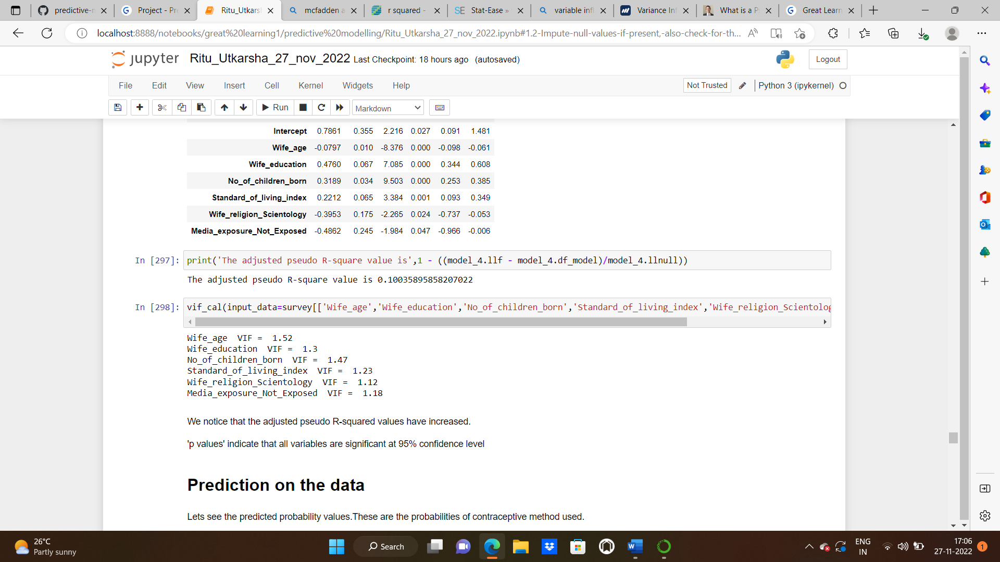 predictive-n
Project - Pre
Ritu_Utkars
mcfadden a
r squared -
Stat-Ease »
variable infl
Variance Inf
What is a Ps
Great Learn
localhost:8888/notebooks/great%20learning1/predictive%20modelling/Ritu_Utkarsha_27_nov_2022.ipynb#1.2-Impute-null-values-if-present,-also-check-for-th...
jupyter Ritu_Utkarsha_27_nov_2022 Last Checkpoint: 18 hours ago (autosaved)
Logout
File Edit View Insert Cell Kernel Widgets Help
Not Trusted Python 3 (ipykernel)
Run Markdown
Intercept 0.7861 0.355 2.216 0.027 0.091 1.481
Wife_age -0.0797 0.010 -8.376 0.000 -0.098 -0.061
Wife_education 0.4760 0.067 7.085 0.000 0.344 0.608
No_of_children_born 0.3189 0.034 9.503 0.000 0.253 0.385
Standard_of_living_index 0.2212 0.065 3.384 0.001 0.093 0.349
Wife_religion_Scientology -0.3953 0.175 -2.265 0.024 -0.737 -0.053
Media_exposure_Not_Exposed -0.4862 0.245 -1.984 0.047 -0.966 -0.006
In [297]: print('The adjusted pseudo R-square value is',1 - ((model_4.llf - model_4.df_model)/model_4.llnull))
The adjusted pseudo R-square value is 0.10035895858207022
In [298]: vif_cal(input_data=survey[['Wife_age','Wife_education','No_of_children_born','Standard_of_living_index','Wife_religion_Scientolog
Wife_age VIF = 1.52
Wife_education VIF = 1.3
No_of_children_born VIF = 1.47
Standard_of_living_index VIF = 1.23
Wife_religion_Scientology VIF = 1.12
Media_exposure_Not_Exposed VIF = 1.18
We notice that the adjusted pseudo R-squared values have increased.
'p values' indicate that all variables are significant at 95% confidence level
Prediction on the data
Lets see the predicted probability values.These are the probabilities of contraceptive method used.
26°C
Partly sunny
Search
ENG
IN
17:06
27-11-2022
1